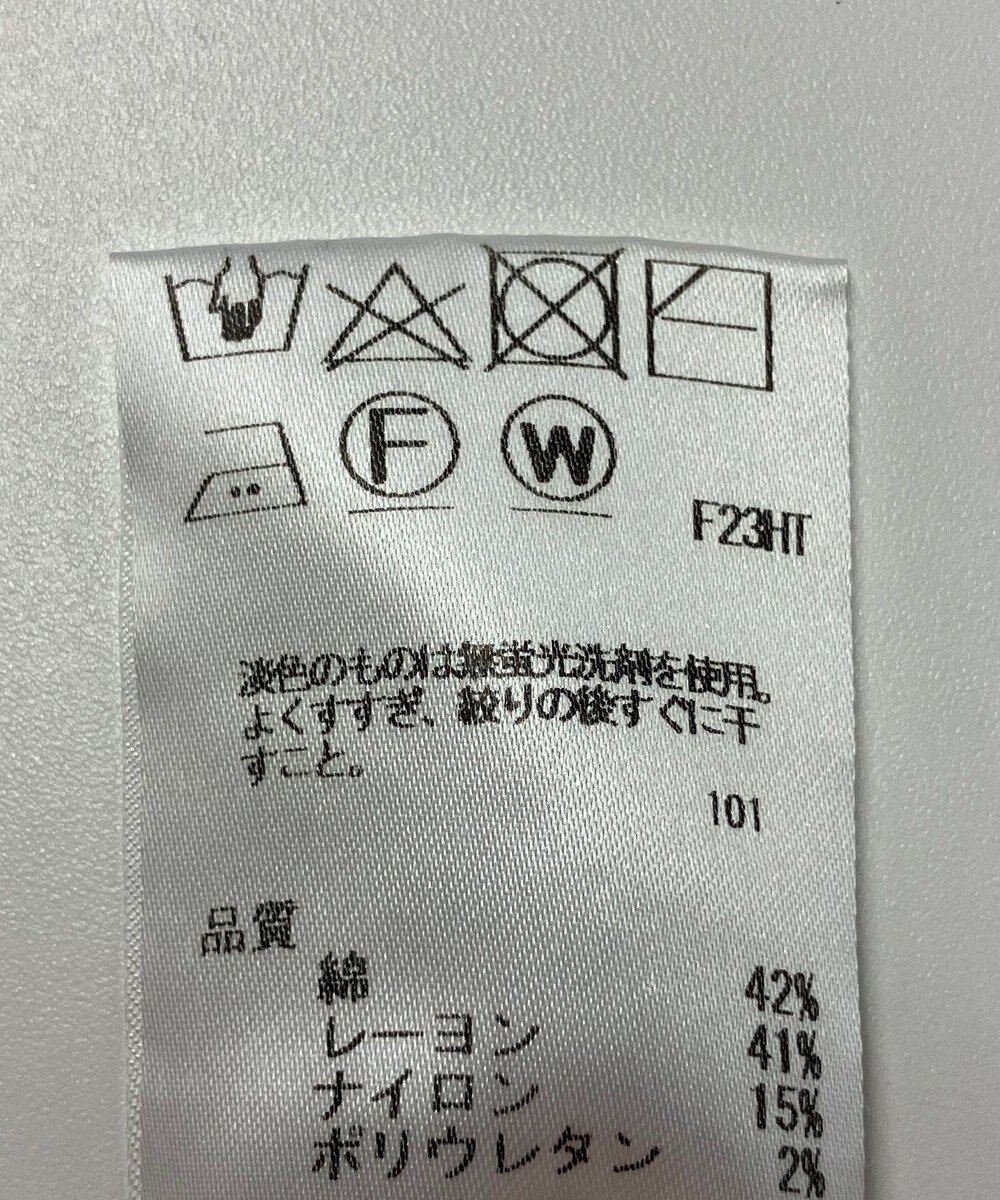 F
W
F23HT
淡色のものは無蛍光洗剤を使用。
よくすすぎ、絞りの後すぐに干
すこと。
101
品質
綿 42%
レーヨン 41%
ナイロン 15%
ポリウレタン 2%